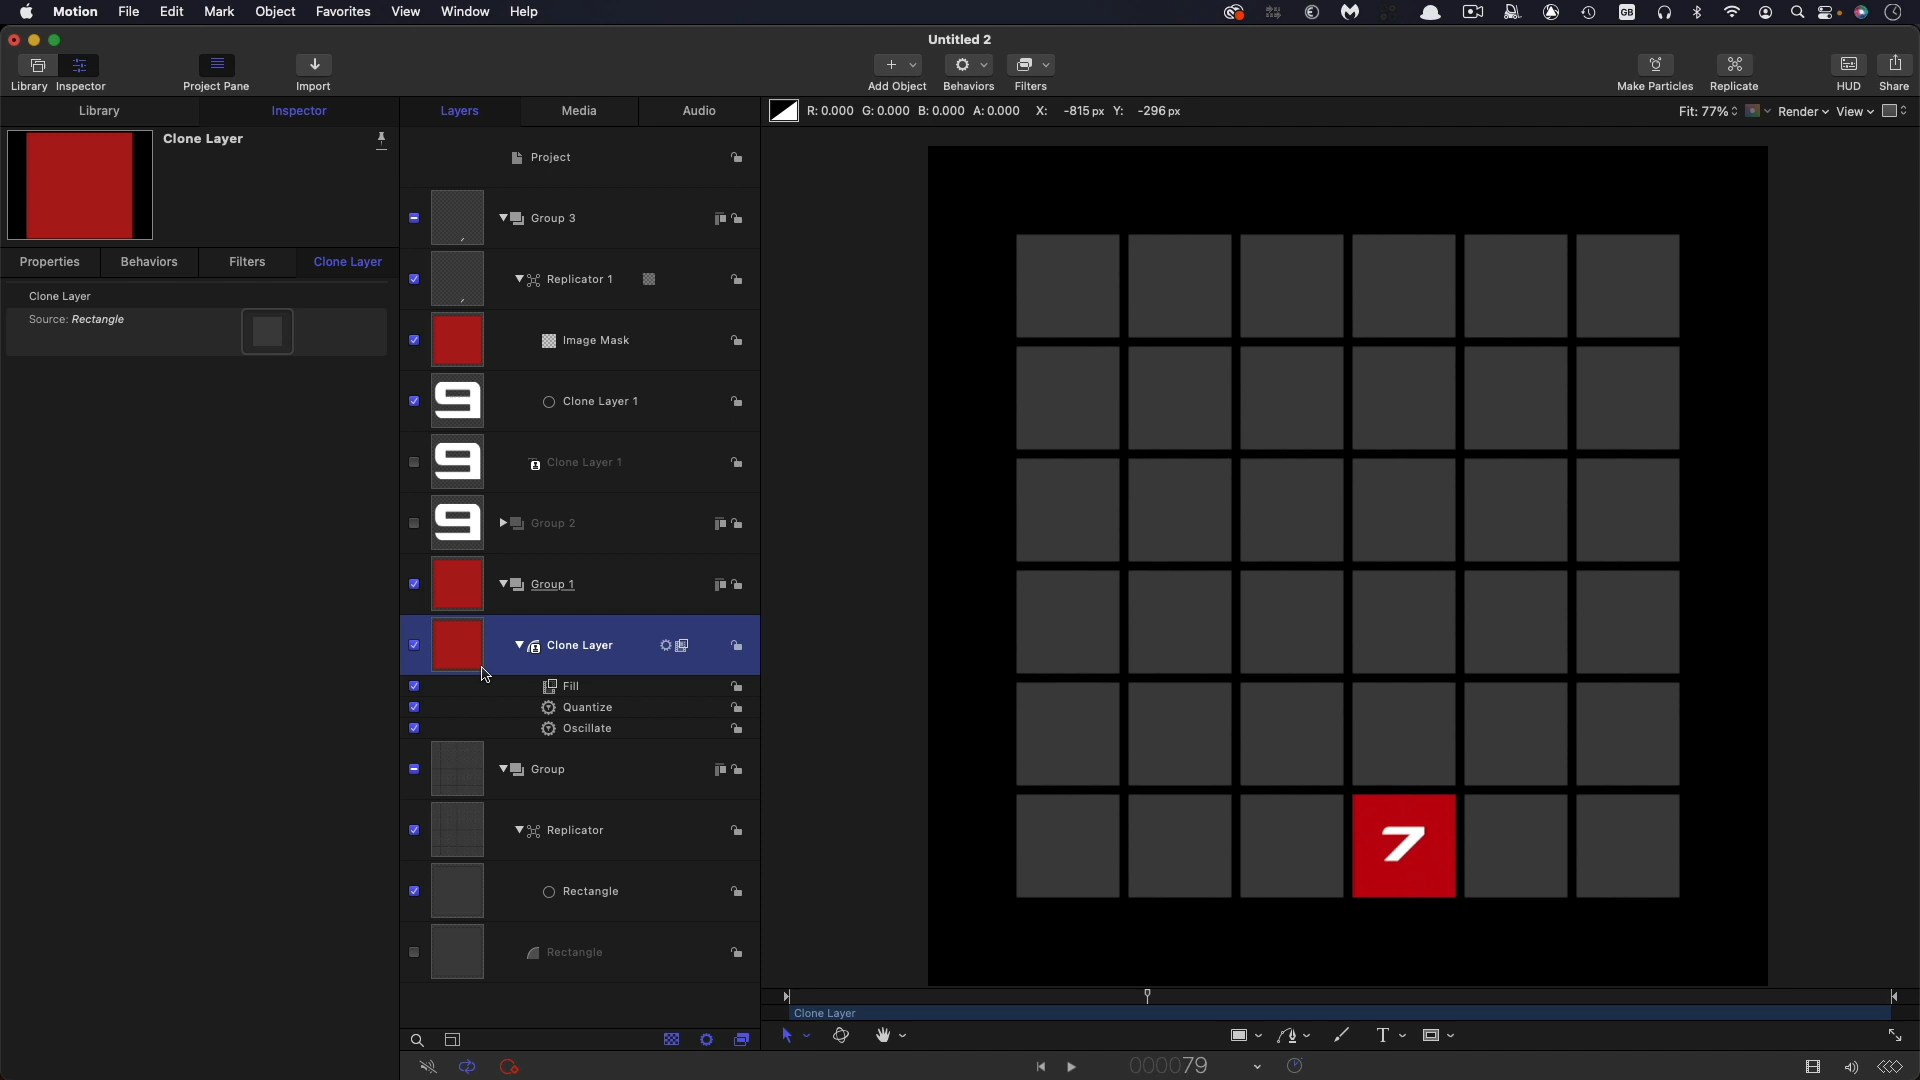 Motion File Edit Mark Object Favorites View Window Help
GB
Untitled 2
Library Inspector Project Pane Import Add Object Behaviors Filters Make Particles Replicate HUD Share
Library Inspector Layers Media Audio R: 0.000 G: 0.000 B: 0.000 A: 0.000 X: -815 px Y: -296 px Fit: 77% Render View
Clone Layer
Project
Group 3
Properties Behaviors Filters Clone Layer
Replicator 1
Clone Layer
Source: Rectangle
Image Mask
9 Clone Layer 1
9 Clone Layer 1
9 Group 2
Group 1
Clone Layer
Fill
Quantize
Oscillate
Group
Replicator
7
Rectangle
Rectangle
Clone Layer
T
000079